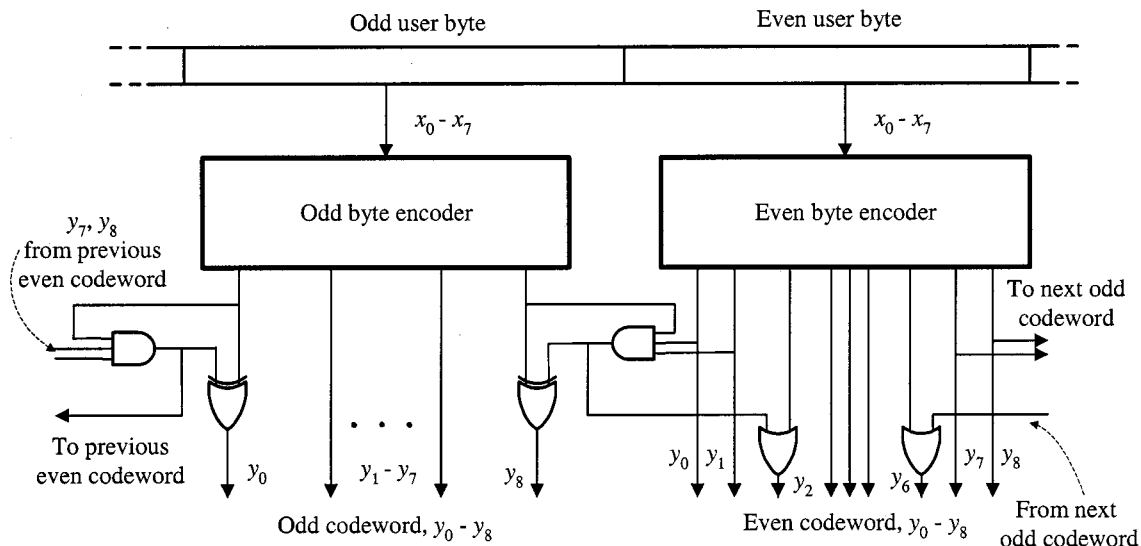 Odd user byte
Even user byte
x₀ - x₇
x₀ - x₇
Odd byte encoder
Even byte encoder
y₇, y₈
from previous
even codeword
To next odd
codeword
To previous
even codeword
y₀
y₁ - y₇
y₈
y₀
y₁
y₂
y₆
y₇
y₈
Odd codeword, y₀ - y₈
Even codeword, y₀ - y₈
From next
odd codeword